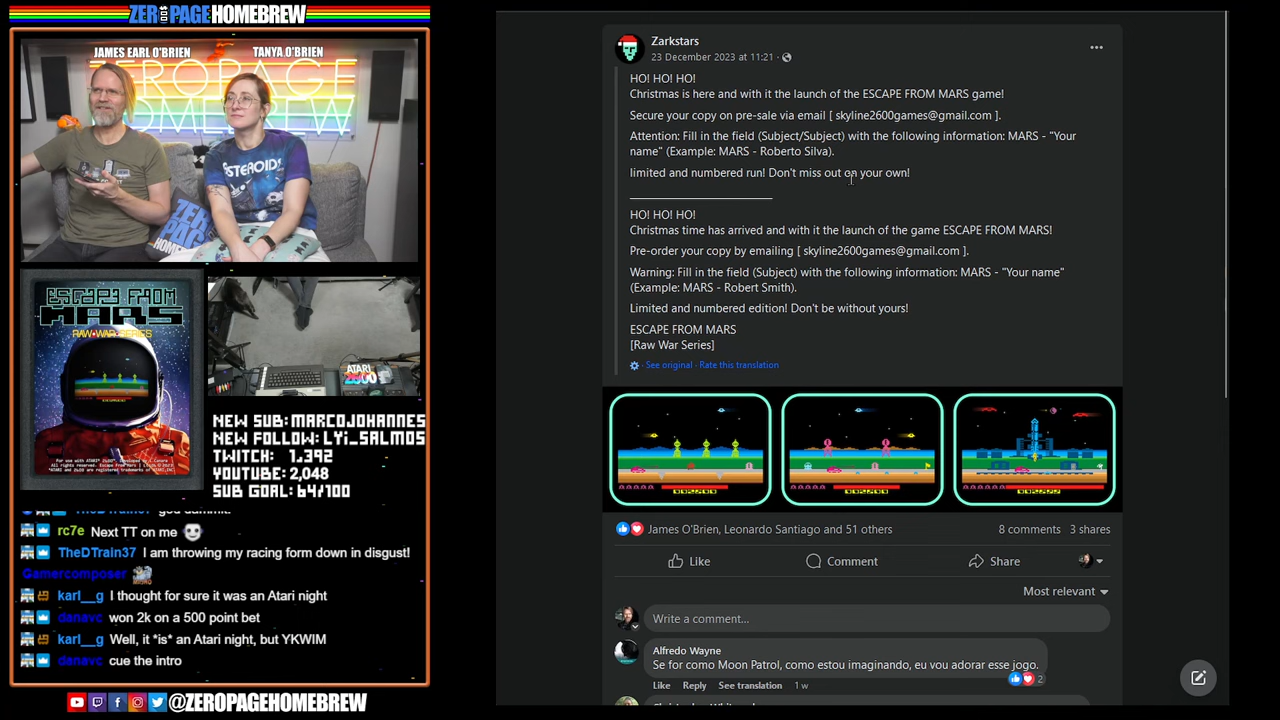 ZEROPAGE HOMEBREW
JAMES EARL O'BRIEN
TANYA O'BRIEN
ZEROPAGE
HOMEBREW
ASTEROIDS
ZERO
PAGE
ESCAPE FROM
MARS
RAW WAR SERIES
ATARI
2600
NEW SUB: MARCOJOHANNES
NEW FOLLOW: LYi_SALMOS
TWITCH: 1,392
YOUTUBE: 2,048
SUB GOAL: 64/100
TheDTrain37 god dammit!
rc7e Next TT on me
TheDTrain37 I am throwing my racing form down in disgust!
Gamercomposer
karl__g I thought for sure it was an Atari night
danavc won 2k on a 500 point bet
karl__g Well, it *is* an Atari night, but YKWIM
danavc cue the intro
@ZEROPAGEHOMEBREW
Zarkstars
23 December 2023 at 11:21 ·
HO! HO! HO!
Christmas is here and with it the launch of the ESCAPE FROM MARS game!
Secure your copy on pre-sale via email [ skyline2600games@gmail.com ].
Attention: Fill in the field (Subject/Subject) with the following information: MARS - "Your
name" (Example: MARS - Roberto Silva).
limited and numbered run! Don't miss out on your own!
____________________
HO! HO! HO!
Christmas time has arrived and with it the launch of the game ESCAPE FROM MARS!
Pre-order your copy by emailing [ skyline2600games@gmail.com ].
Warning: Fill in the field (Subject) with the following information: MARS - "Your name"
(Example: MARS - Robert Smith).
Limited and numbered edition! Don't be without yours!
ESCAPE FROM MARS
[Raw War Series]
· See original · Rate this translation
James O'Brien, Leonardo Santiago and 51 others
8 comments 3 shares
Like
Comment
Share
Most relevant
Write a comment...
Alfredo Wayne
Se for como Moon Patrol, como estou imaginando, eu vou adorar esse jogo.
Like Reply See translation 1 w
2